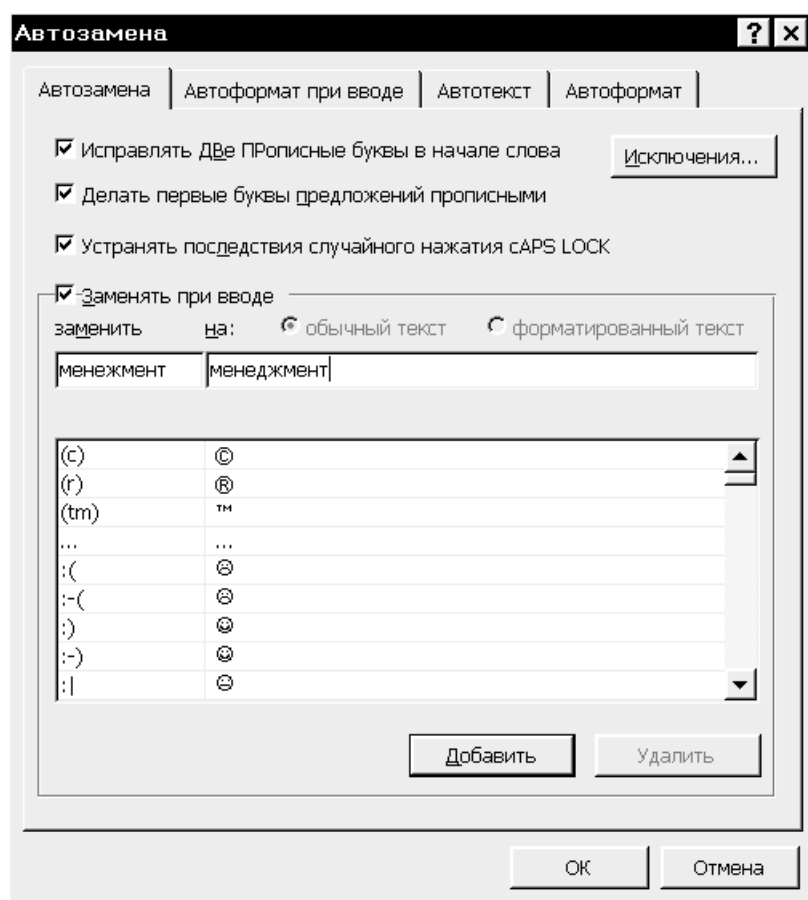 Автозамена
Автозамена Автоформат при вводе Автотекст Автоформат
Исправлять ДВе ПРописные буквы в начале слова Исключения...
Делать первые буквы предложений прописными
Устранять последствия случайного нажатия cAPS LOCK
Заменять при вводе
заменить на: обычный текст форматированный текст
менежмент менеджмент
(c) ©
(r) ®
(tm) ™
... ...
:( ☹
:-( ☹
:) ☺
:-) ☺
:| 😐
Добавить Удалить
ОК Отмена